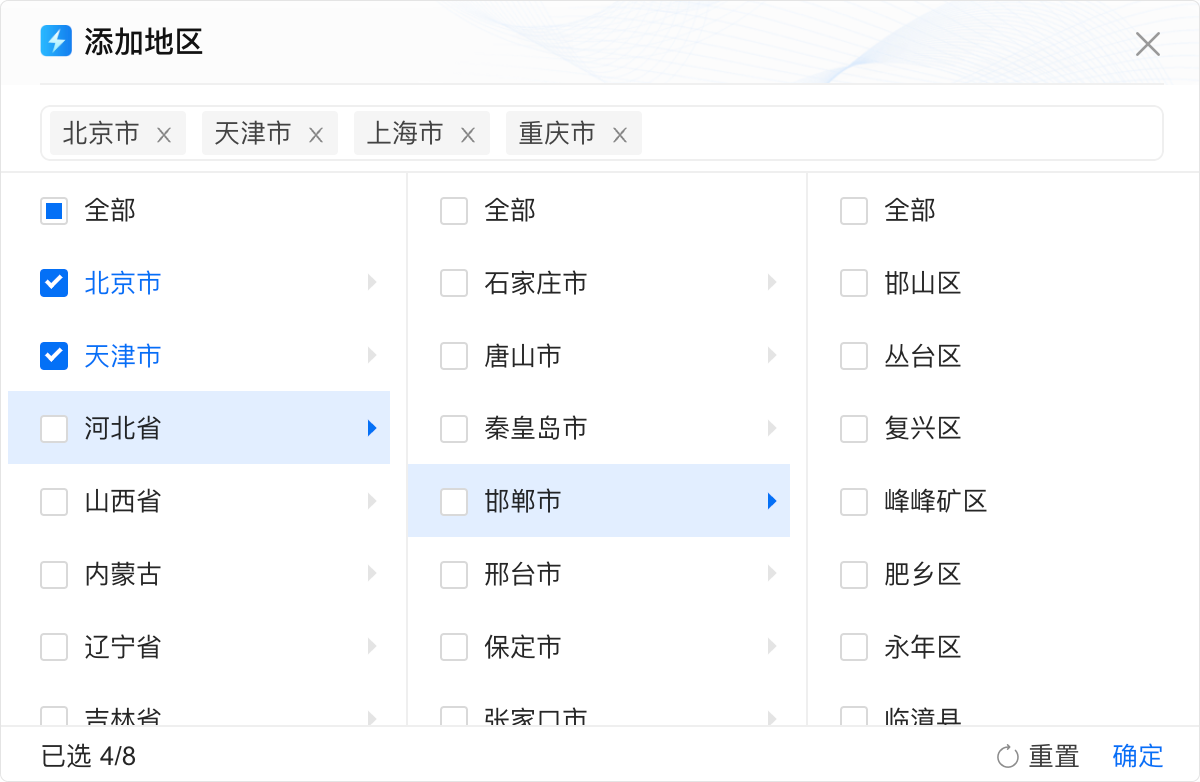 添加地区
北京市 天津市 上海市 重庆市
全部 全部 全部
北京市 石家庄市 邯山区
天津市 唐山市 丛台区
河北省 秦皇岛市 复兴区
山西省 邯郸市 峰峰矿区
内蒙古 邢台市 肥乡区
辽宁省 保定市 永年区
吉林省 张家口市 临漳县
已选 4/8 重置 确定